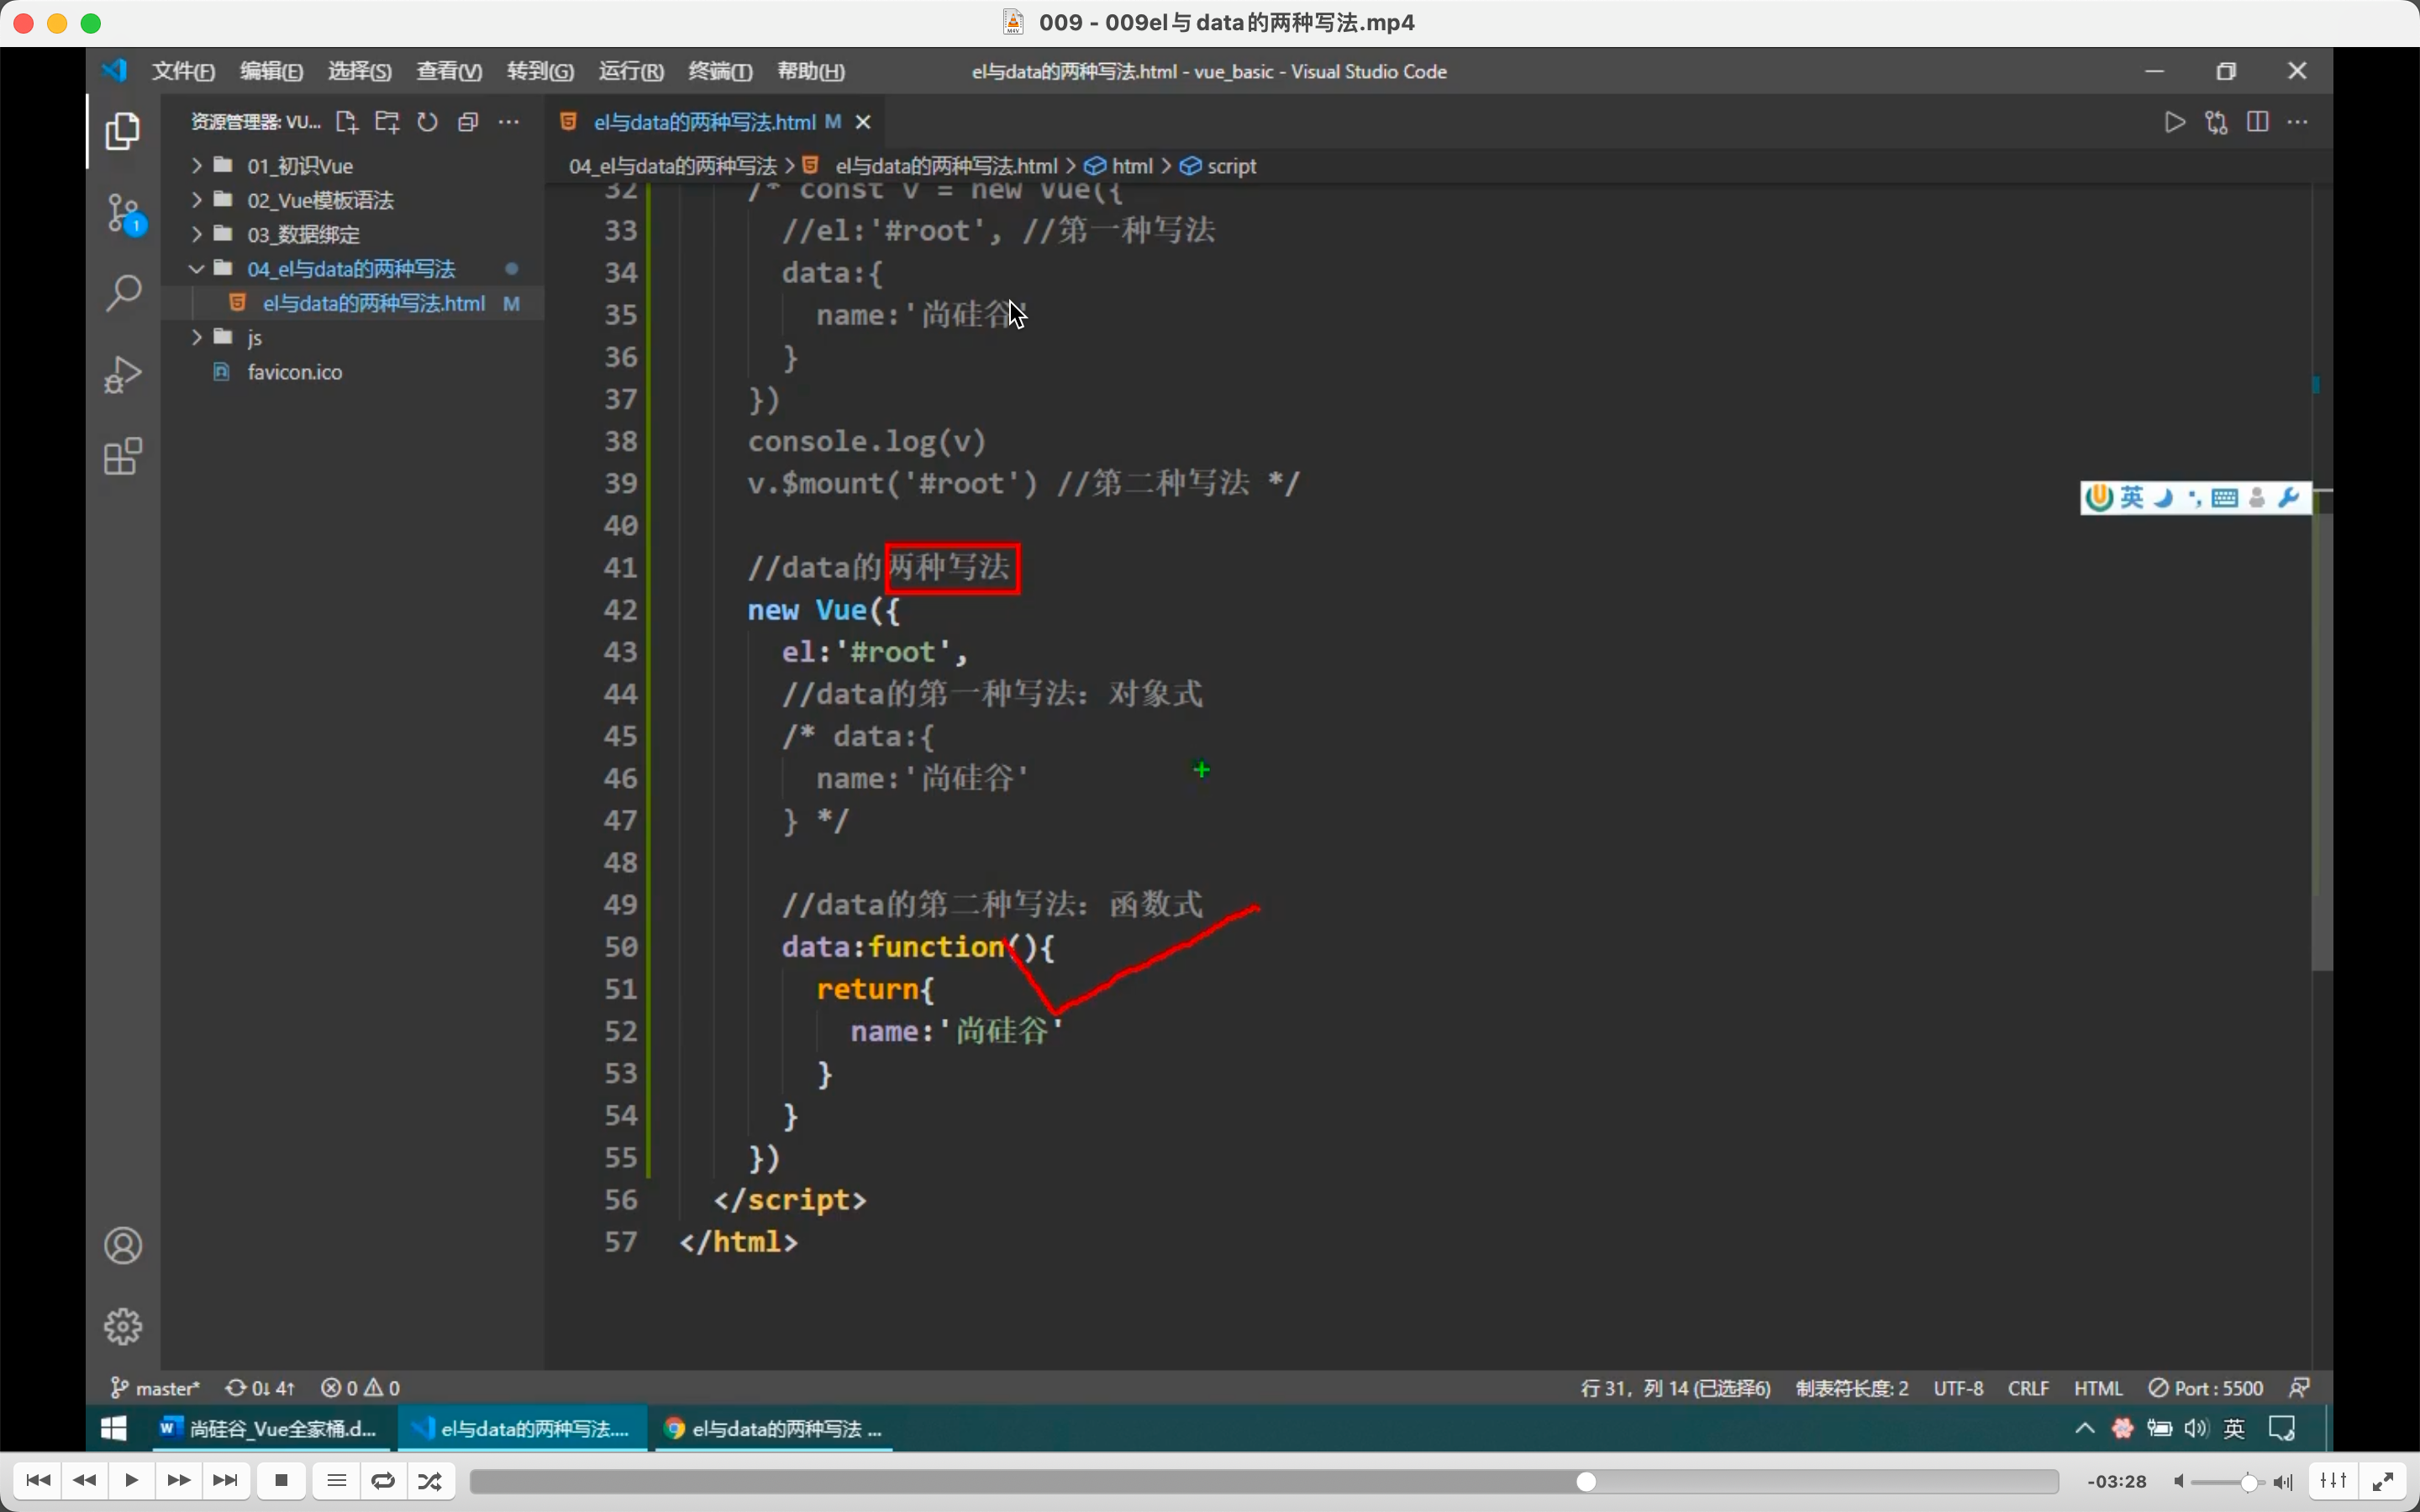 009 - 009el与data的两种写法.mp4
文件(F) 编辑(E) 选择(S) 查看(V) 转到(G) 运行(R) 终端(T) 帮助(H)
el与data的两种写法.html - vue_basic - Visual Studio Code
资源管理器: VU...
el与data的两种写法.html M
01_初识Vue
02_Vue模板语法
03_数据绑定
04_el与data的两种写法
el与data的两种写法.html M
js
favicon.ico
1
04_el与data的两种写法 > el与data的两种写法.html > html > script
32 /* const v = new Vue({
33 //el:'#root', //第一种写法
34 data:{
35 name:'尚硅谷'
36 }
37 })
38 console.log(v)
39 v.$mount('#root') //第二种写法 */
40
41 //data的两种写法
42 new Vue({
43 el:'#root',
44 //data的第一种写法：对象式
45 /* data:{
46 name:'尚硅谷'
47 } */
48
49 //data的第二种写法：函数式
50 data:function(){
51 return{
52 name:'尚硅谷'
53 }
54 }
55 })
56 </script>
57 </html>
英
master* 0↓ 4↑ 0 0
行 31，列 14 (已选择6) 制表符长度: 2 UTF-8 CRLF HTML Port : 5500
尚硅谷_Vue全家桶.d... el与data的两种写法.... el与data的两种写法 ...
英
-03:28